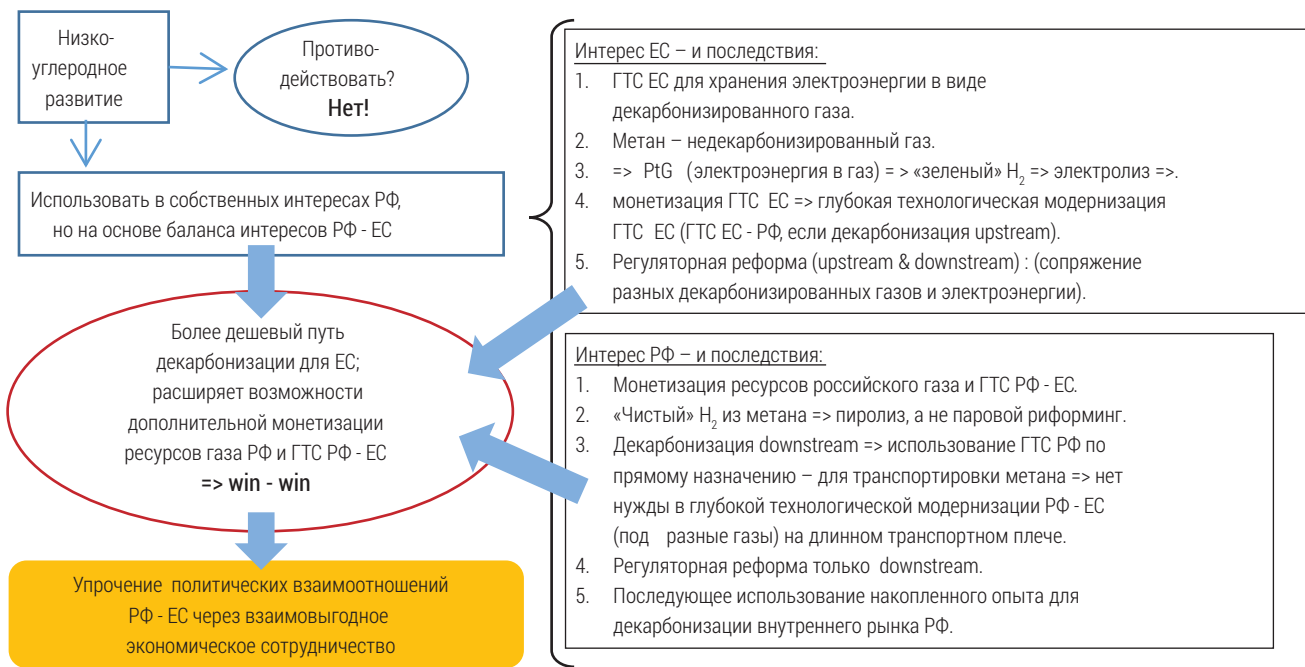 Низко-
углеродное
развитие
Противо-
действовать?
Нет!
Использовать в собственных интересах РФ,
но на основе баланса интересов РФ - ЕС
Более дешевый путь
декарбонизации для ЕС;
расширяет возможности
дополнительной монетизации
ресурсов газа РФ и ГТС РФ - ЕС
=> win - win
Упрочение политических взаимоотношений
РФ - ЕС через взаимовыгодное
экономическое сотрудничество
Интерес ЕС – и последствия:
1. ГТС ЕС для хранения электроэнергии в виде
декарбонизированного газа.
2. Метан – недекарбонизированный газ.
3. => PtG (электроэнергия в газ) = > «зеленый» H2 => электролиз =>.
4. монетизация ГТС ЕС => глубокая технологическая модернизация
ГТС ЕС (ГТС ЕС - РФ, если декарбонизация upstream).
5. Регуляторная реформа (upstream & downstream) : (сопряжение
разных декарбонизированных газов и электроэнергии).
Интерес РФ – и последствия:
1. Монетизация ресурсов российского газа и ГТС РФ - ЕС.
2. «Чистый» H2 из метана => пиролиз, а не паровой риформинг.
3. Декарбонизация downstream => использование ГТС РФ по
прямому назначению – для транспортировки метана => нет
нужды в глубокой технологической модернизации РФ - ЕС
(под разные газы) на длинном транспортном плече.
4. Регуляторная реформа только downstream.
5. Последующее использование накопленного опыта для
декарбонизации внутреннего рынка РФ.